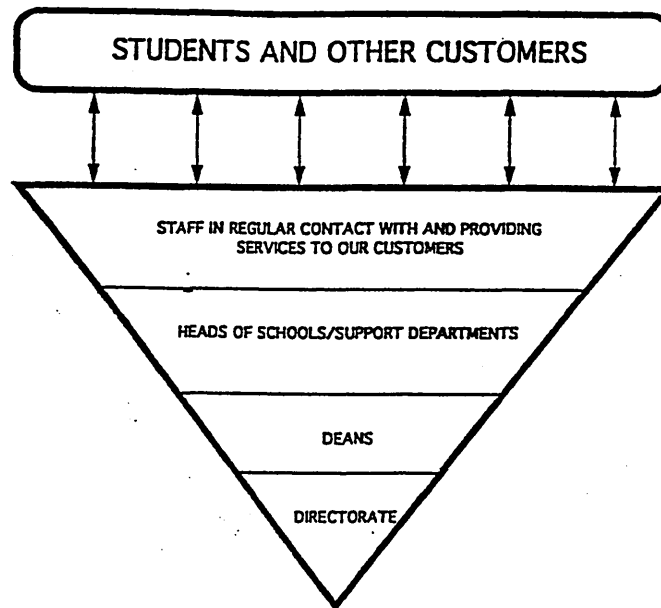 STUDENTS AND OTHER CUSTOMERS
STAFF IN REGULAR CONTACT WITH AND PROVIDING
SERVICES TO OUR CUSTOMERS
HEADS OF SCHOOLS/SUPPORT DEPARTMENTS
DEANS
DIRECTORATE